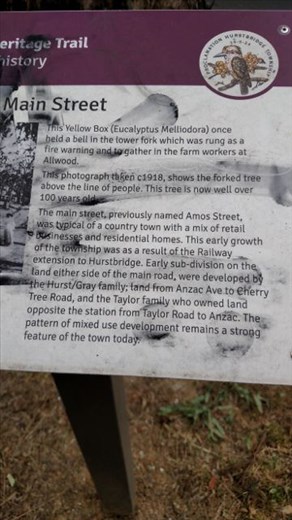 eritage Trail
history
Main Street
This Yellow Box (Eucalyptus Melliodora) once
held a bell in the lower fork which was rung as a
fire warning and to gather in the farm workers at
Allwood.
This photograph taken c1918, shows the forked tree
above the line of people. This tree is now well over
100 years old.
The main street, previously named Amos Street,
was typical of a country town with a mix of retail
businesses and residential homes. This early growth
of the township was as a result of the Railway
extension to Hurstbridge. Early sub-division on the
land either side of the main road, were developed by
the Hurst/Gray family; land from Anzac Ave to Cherry
Tree Road, and the Taylor family who owned land
opposite the station from Taylor Road to Anzac. The
pattern of mixed use development remains a strong
feature of the town today.